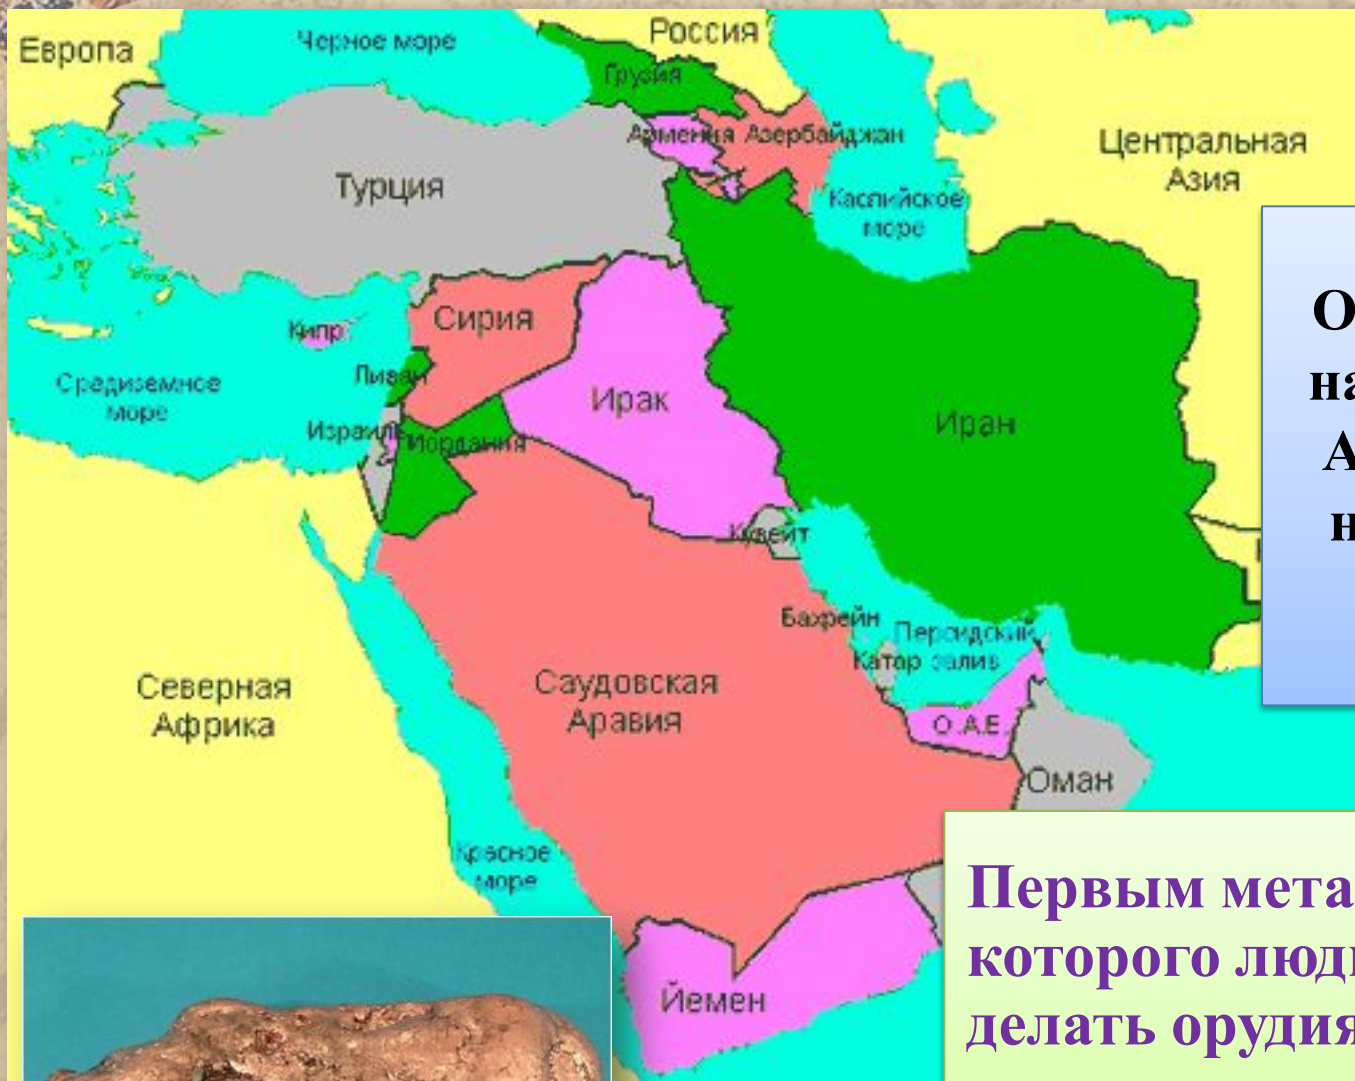 Европа
Черное море
Россия
Грузия
Армения Азербайджан
Центральная
Азия
Турция
Каспийское
море
Кипр
Сирия
Средиземное
море
Ливан
Ирак
Иран
Израиль
Иордания
Кувейт
Бахрейн
Персидский
Катар залив
Северная
Африка
Саудовская
Аравия
О.А.Е.
Оман
Красное
море
Йемен
О
на
А
н
Первым мета
которого люд
делать орудия